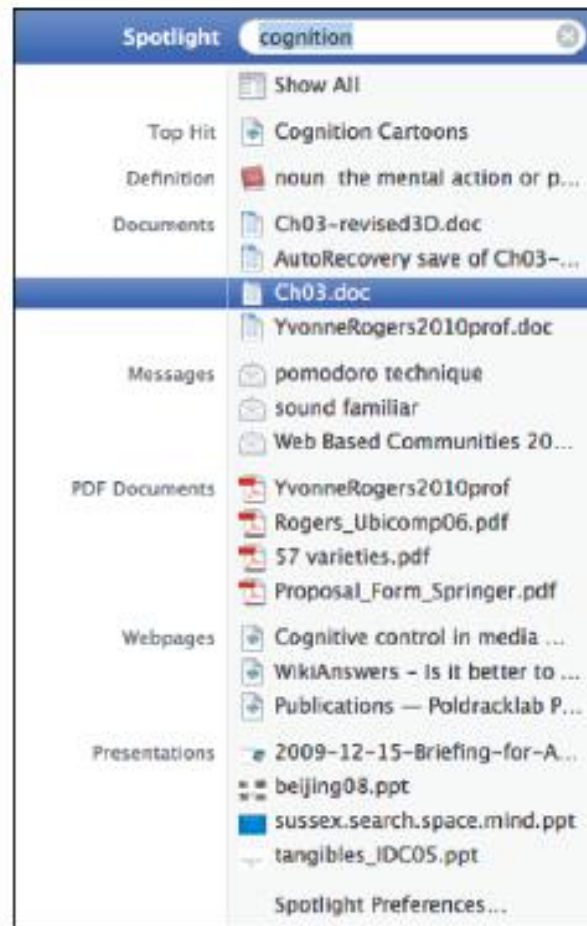 Spotlight cognition
Show All
Top Hit Cognition Cartoons
Definition noun the mental action or p...
Documents Ch03-revised3D.doc
AutoRecovery save of Ch03-...
Ch03.doc
YvonneRogers2010prof.doc
Messages pomodoro technique
sound familiar
Web Based Communities 20...
PDF Documents YvonneRogers2010prof
Rogers_Ubicomp06.pdf
57 varieties.pdf
Proposal_Form_Springer.pdf
Webpages Cognitive control in media ...
WikiAnswers - Is it better to ...
Publications — Poldracklab P...
Presentations 2009-12-15-Briefing-for-A...
beijing08.ppt
sussex.search.space.mind.ppt
tangibles_IDC05.ppt
Spotlight Preferences...